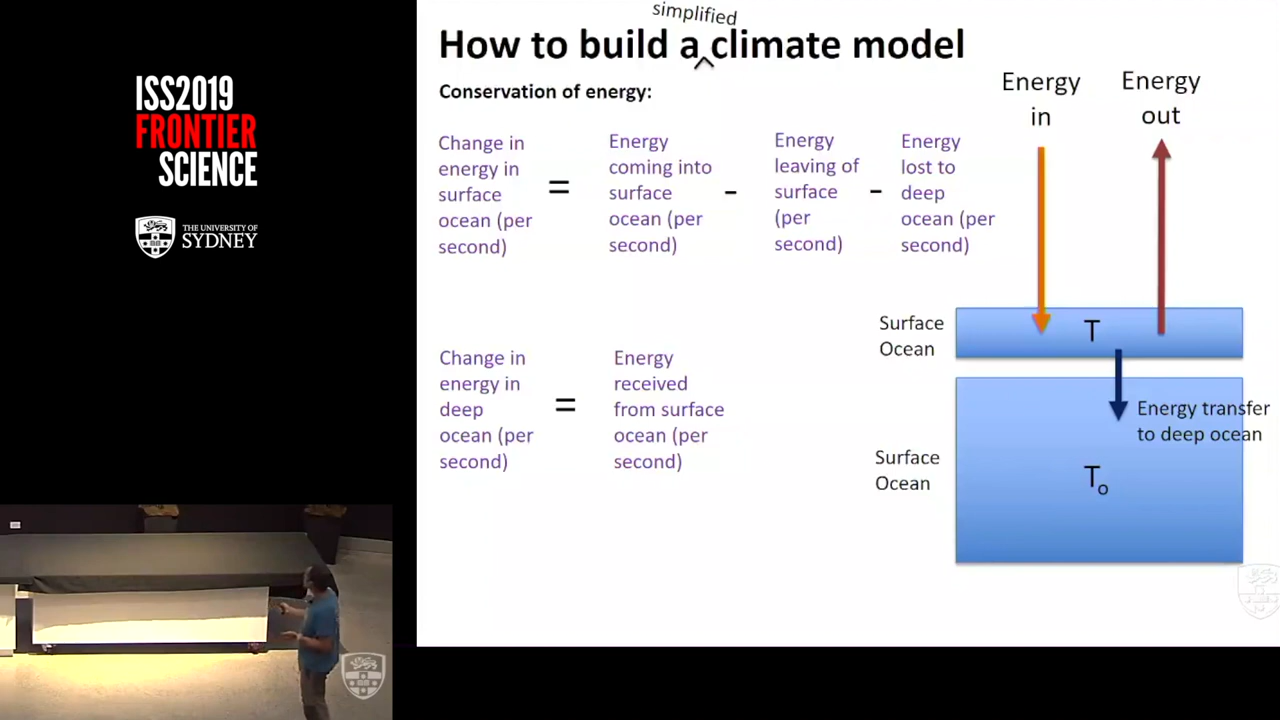 ISS2019
FRONTIER
SCIENCE
THE UNIVERSITY OF
SYDNEY
simplified
How to build a climate model
^
Conservation of energy:
Change in
energy in
surface
ocean (per
second)
=
Energy
coming into
surface
ocean (per
second)
-
Energy
leaving of
surface
(per
second)
-
Energy
lost to
deep
ocean (per
second)
Energy
in
Energy
out
Surface
Ocean
T
Change in
energy in
deep
ocean (per
second)
=
Energy
received
from surface
ocean (per
second)
Energy transfer
to deep ocean
Surface
Ocean
To